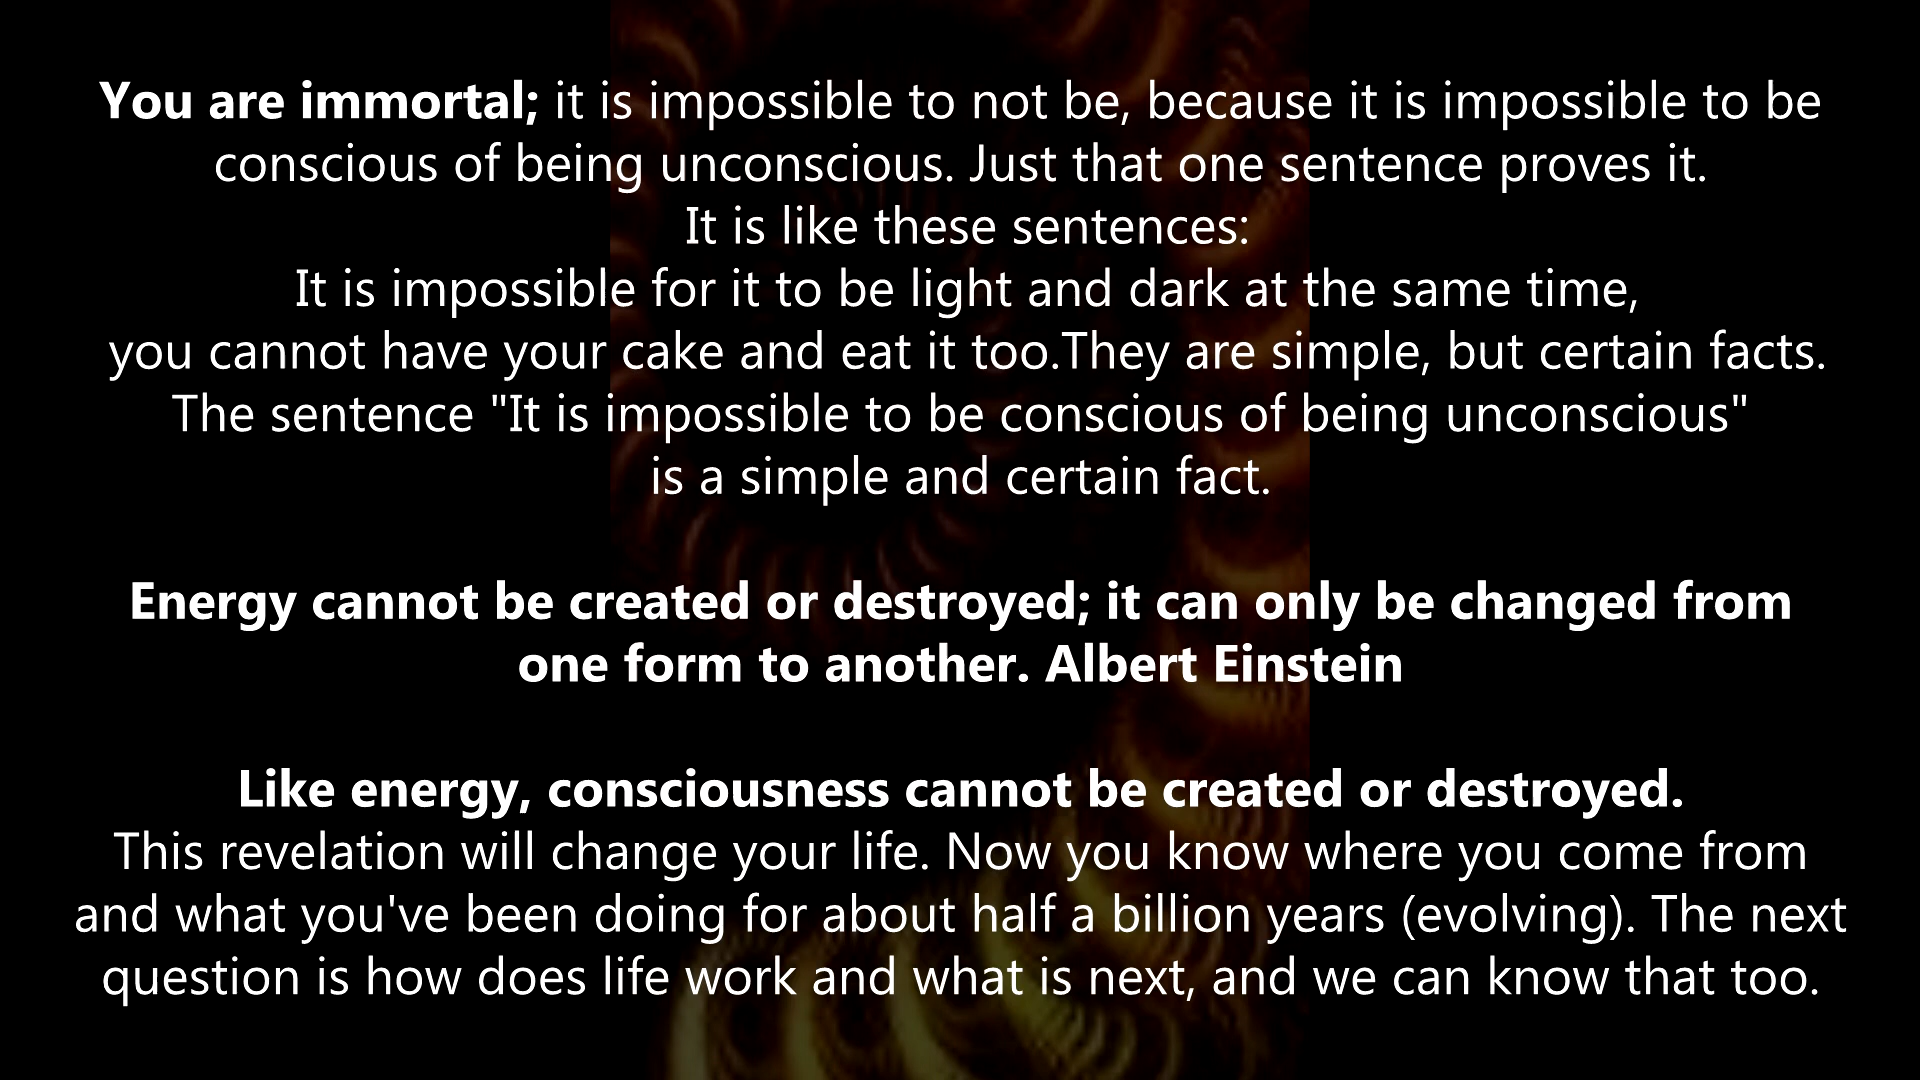 You are immortal; it is impossible to not be, because it is impossible to be
conscious of being unconscious. Just that one sentence proves it.
It is like these sentences:
It is impossible for it to be light and dark at the same time,
you cannot have your cake and eat it too.They are simple, but certain facts.
The sentence "It is impossible to be conscious of being unconscious"
is a simple and certain fact.
Energy cannot be created or destroyed; it can only be changed from
one form to another. Albert Einstein
Like energy, consciousness cannot be created or destroyed.
This revelation will change your life. Now you know where you come from
and what you've been doing for about half a billion years (evolving). The next
question is how does life work and what is next, and we can know that too.